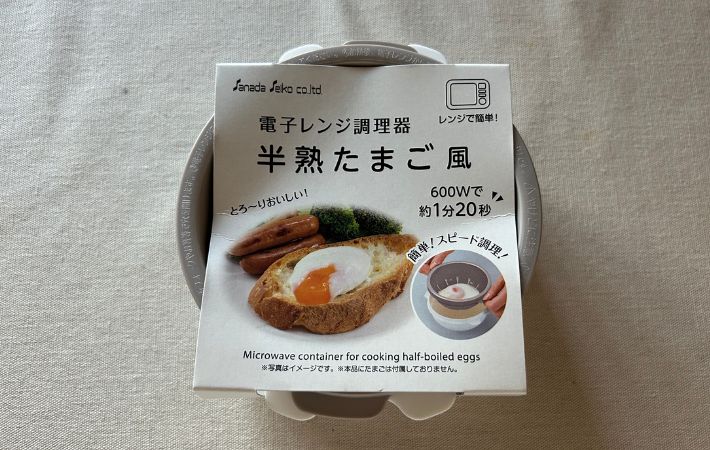 Sanada Seiko co.ltd.
レンジで簡単!
電子レンジ調理器
半熟たまご風
とろ～りおいしい!
600Wで
約1分20秒
簡単!スピード調理!
Microwave container for cooking half-boiled eggs
※写真はイメージです。※本品にたまごは付属しておりません。